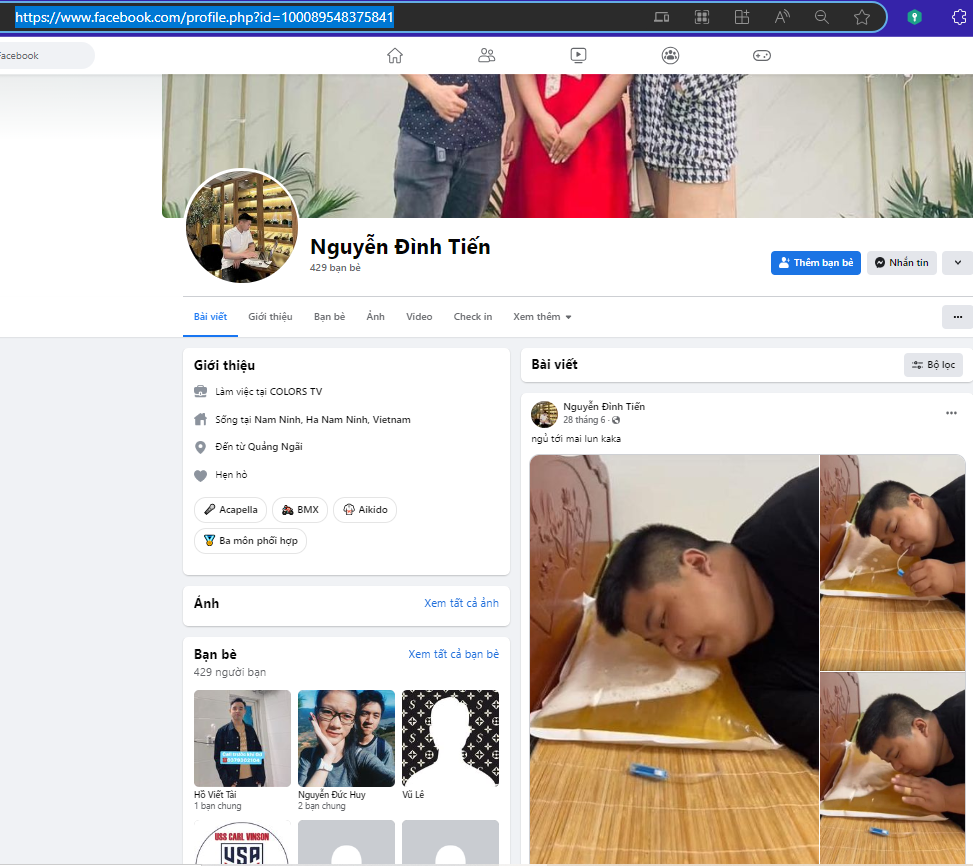 https://www.facebook.com/profile.php?id=100089548375841
Facebook
Nguyễn Đình Tiến
429 bạn bè
Thêm bạn bè
Nhắn tin
Bài viết
Giới thiệu
Bạn bè
Ảnh
Video
Check in
Xem thêm
Giới thiệu
Làm việc tại COLORS TV
Sống tại Nam Ninh, Ha Nam Ninh, Vietnam
Đến từ Quảng Ngãi
Hẹn hò
Acapella
BMX
Aikido
Ba môn phối hợp
Ảnh
Xem tất cả ảnh
Bạn bè
Xem tất cả bạn bè
429 người bạn
Hồ Viết Tài
1 bạn chung
Nguyễn Đức Huy
2 bạn chung
Vũ Lê
USS CARL VINSON
USA
Bài viết
Bộ lọc
Nguyễn Đình Tiến
28 tháng 6
ngủ tới mai lun kaka